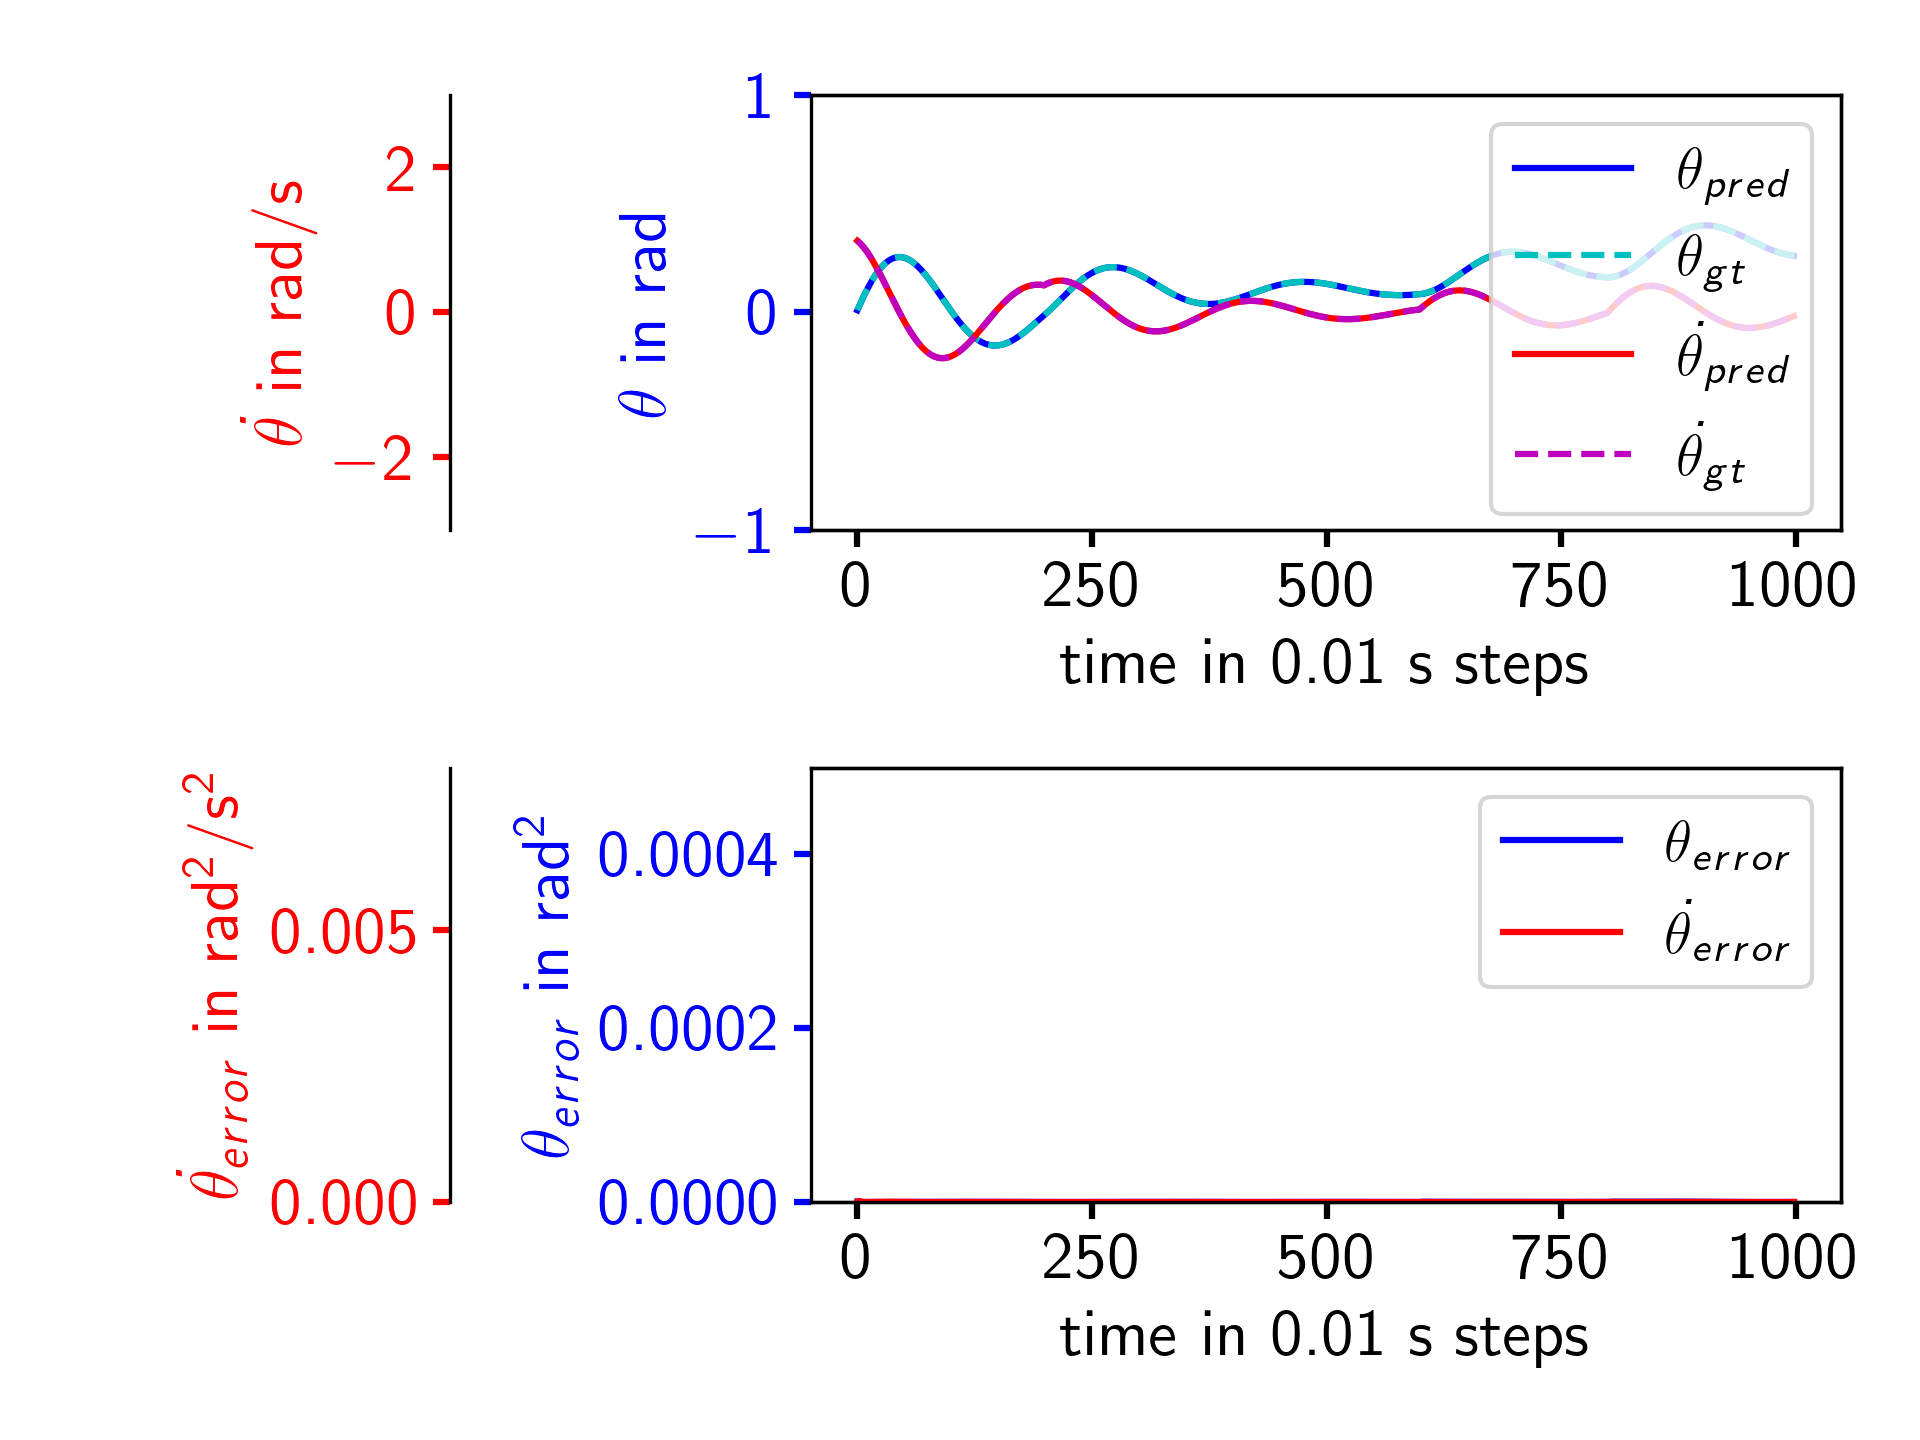 θ̇ in rad/s
2
0
−2
θ in rad
1
0
−1
θ_pred
θ_gt
θ̇_pred
θ̇_gt
0 250 500 750 1000
time in 0.01 s steps
θ̇_error in rad²/s²
0.005
0.000
θ_error in rad²
0.0004
0.0002
0.0000
θ_error
θ̇_error
0 250 500 750 1000
time in 0.01 s steps